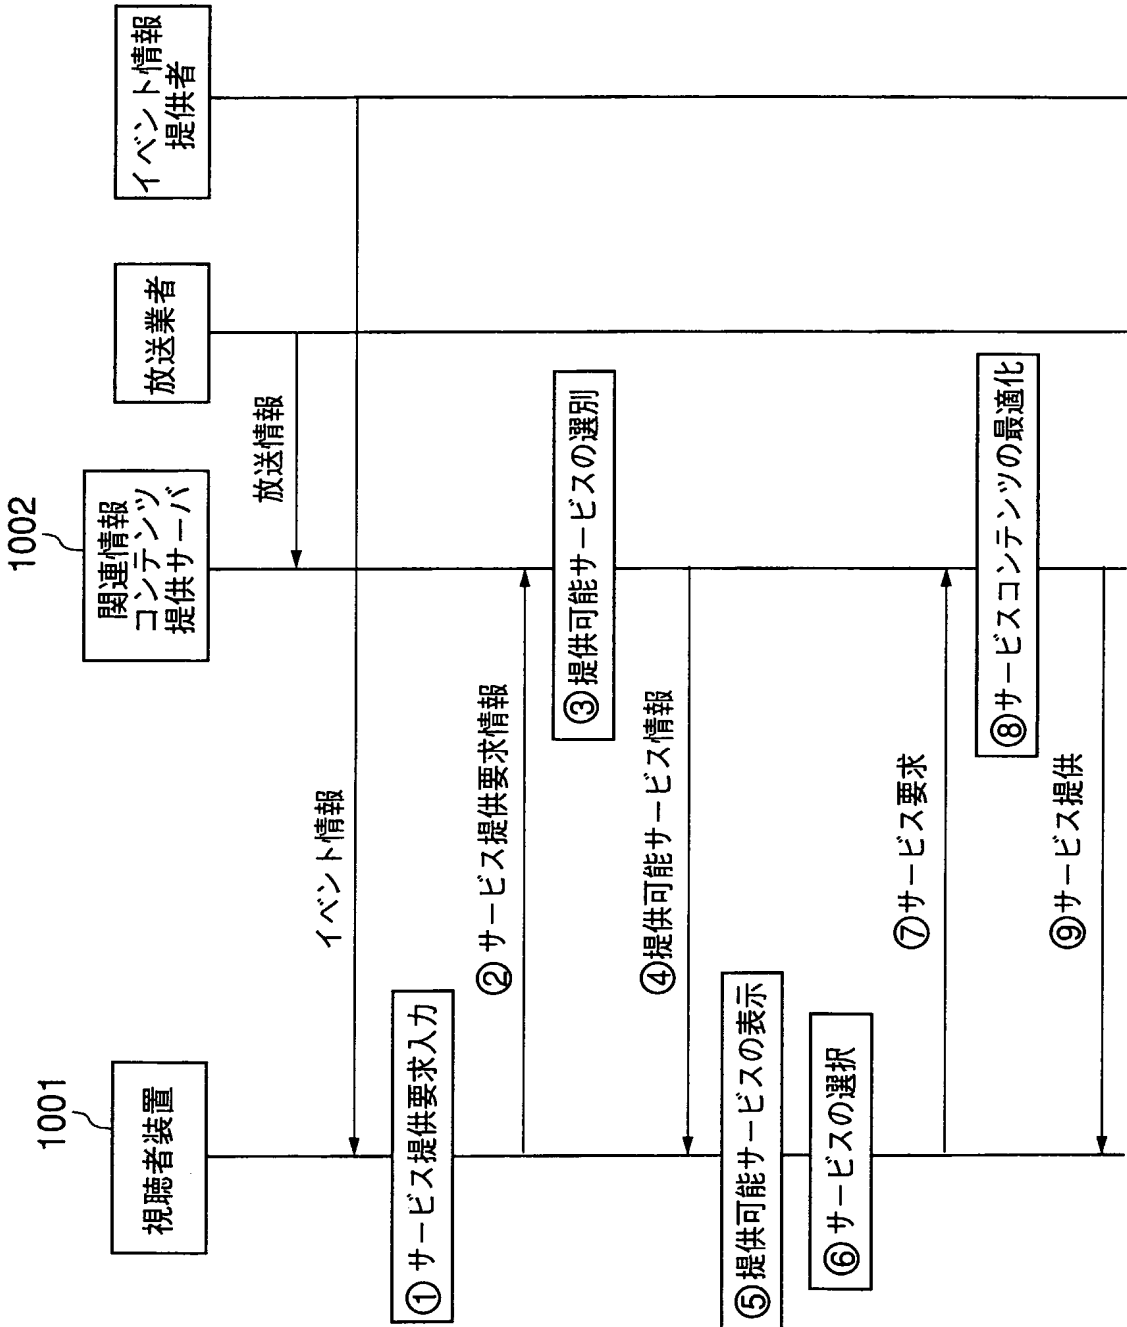 1001
視聴者装置
1002
関連情報
コンテンツ
提供サーバ
放送業者
イベント情報
提供者
放送情報
イベント情報
①サービス提供要求入力
②サービス提供要求情報
③提供可能サービスの選別
④提供可能サービス情報
⑤提供可能サービスの表示
⑥サービスの選択
⑦サービス要求
⑧サービスコンテンツの最適化
⑨サービス提供